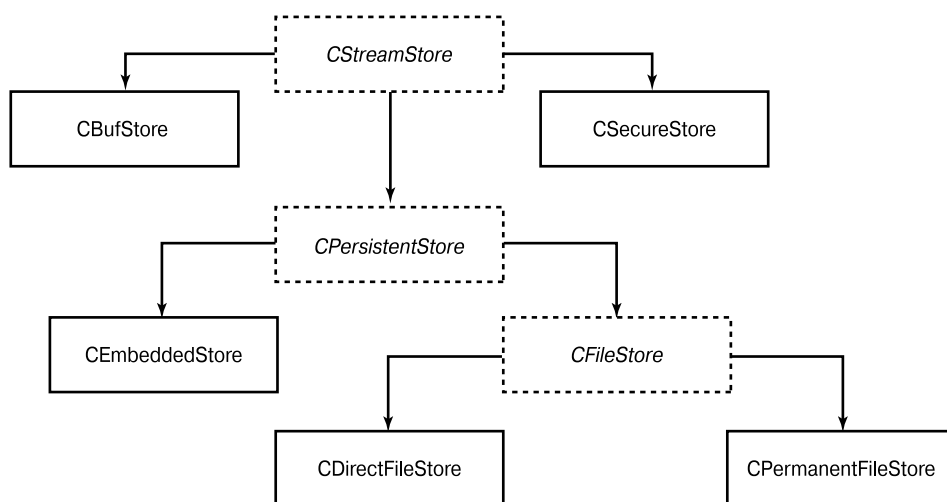 CStreamStore
CBufStore
CSecureStore
CPersistentStore
CEmbeddedStore
CFileStore
CDirectFileStore
CPermanentFileStore